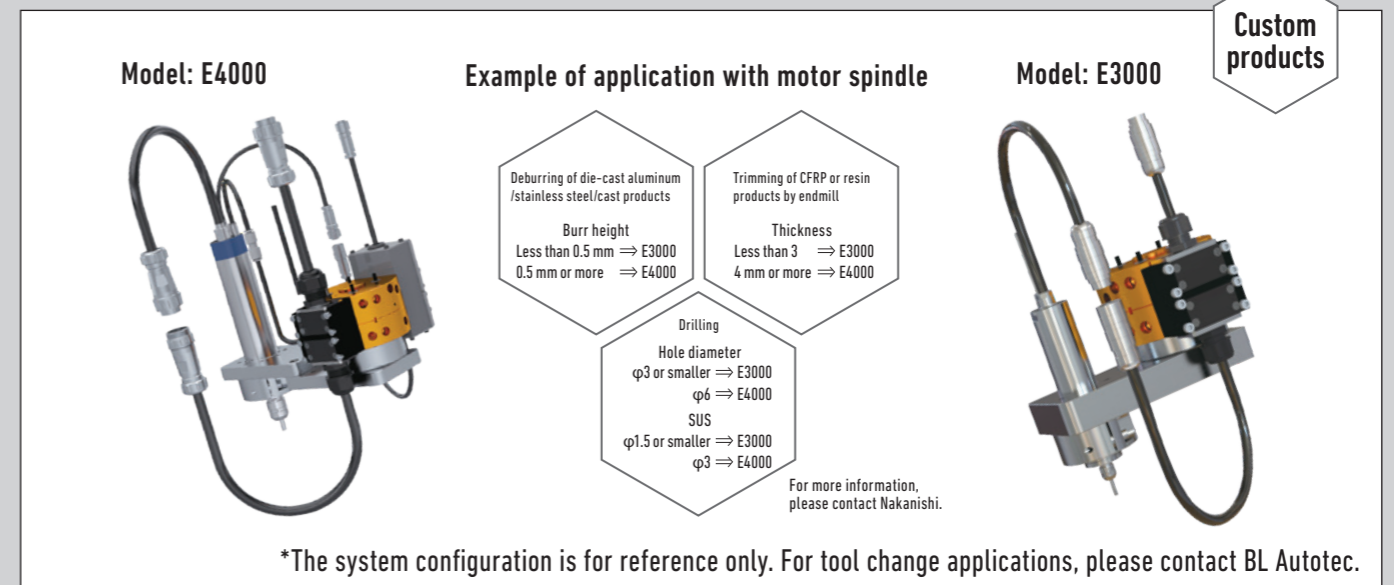 Custom
products
Model: E4000
Example of application with motor spindle
Model: E3000
Deburring of die-cast aluminum
/stainless steel/cast products
Burr height
Less than 0.5 mm ⇒ E3000
0.5 mm or more ⇒ E4000
Trimming of CFRP or resin
products by endmill
Thickness
Less than 3 ⇒ E3000
4 mm or more ⇒ E4000
Drilling
Hole diameter
φ3 or smaller ⇒ E3000
φ6 ⇒ E4000
SUS
φ1.5 or smaller ⇒ E3000
φ3 ⇒ E4000
For more information,
please contact Nakanishi.
*The system configuration is for reference only. For tool change applications, please contact BL Autotec.